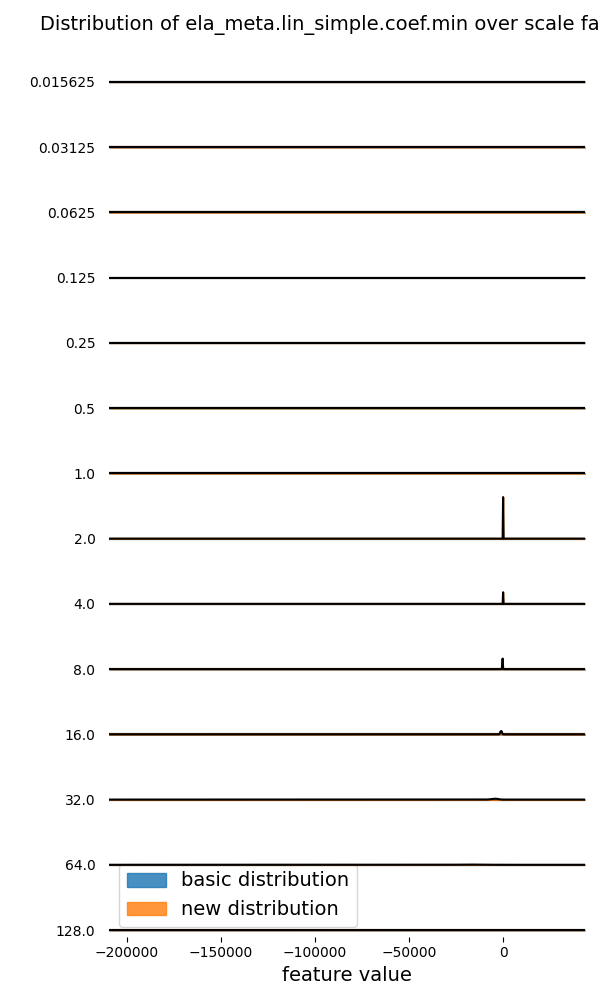 Distribution of ela_meta.lin_simple.coef.min over scale fa
0.015625
0.03125
0.0625
0.125
0.25
0.5
1.0
2.0
4.0
8.0
16.0
32.0
64.0
basic distribution
new distribution
128.0
−200000 −150000 −100000 −50000 0
feature value